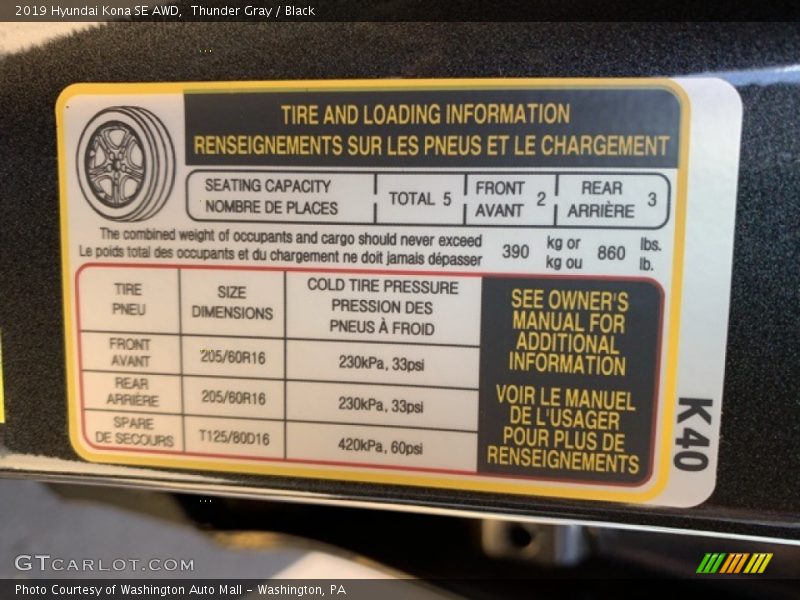 2019 Hyundai Kona SE AWD, Thunder Gray / Black
TIRE AND LOADING INFORMATION
RENSEIGNEMENTS SUR LES PNEUS ET LE CHARGEMENT
SEATING CAPACITY
NOMBRE DE PLACES
TOTAL 5
FRONT
AVANT
2
REAR
ARRIÈRE
3
The combined weight of occupants and cargo should never exceed
Le poids total des occupants et du chargement ne doit jamais dépasser
390
kg or
kg ou
860
lbs.
lb.
TIRE
PNEU
SIZE
DIMENSIONS
COLD TIRE PRESSURE
PRESSION DES
PNEUS À FROID
FRONT
AVANT
205/60R16
230kPa, 33psi
REAR
ARRIÈRE
205/60R16
230kPa, 33psi
SPARE
DE SECOURS
T125/80D16
420kPa, 60psi
SEE OWNER'S
MANUAL FOR
ADDITIONAL
INFORMATION
VOIR LE MANUEL
DE L'USAGER
POUR PLUS DE
RENSEIGNEMENTS
K40
GTCARLOT.COM
Photo Courtesy of Washington Auto Mall - Washington, PA